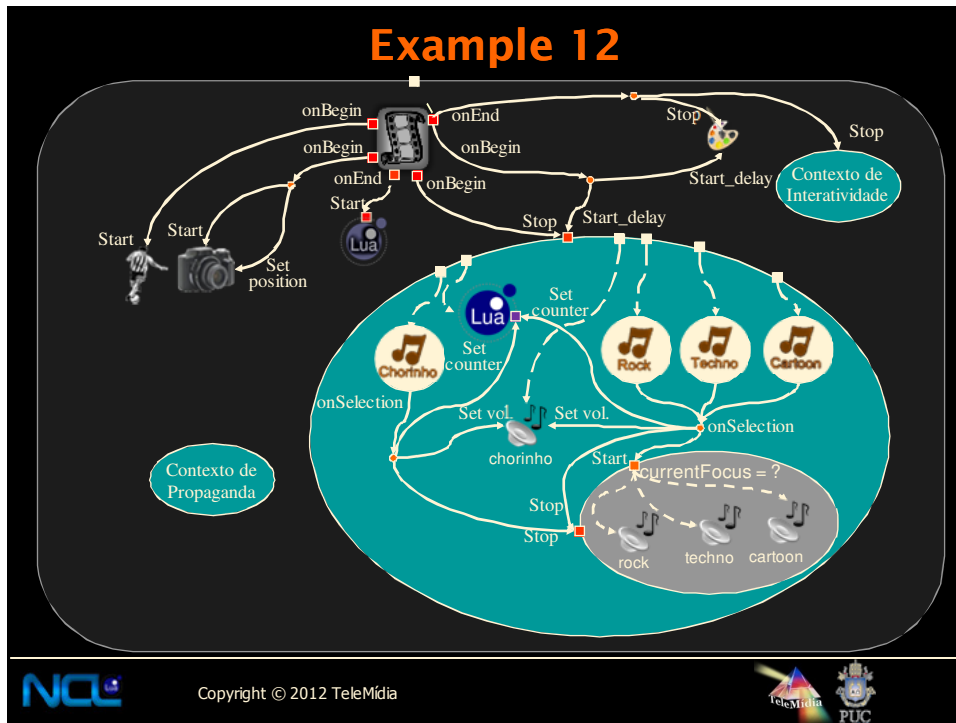 Example 12
onBegin
onEnd
Stop
onBegin
onBegin
Stop
onEnd
onBegin
Start_delay
Contexto de
Interatividade
Start
Stop
Start_delay
Start
Start
Lua
Set
position
Set
counter
Lua
Set
counter
Chorinho
Rock
Techno
Cartoon
onSelection
Set vol.
Set vol.
onSelection
chorinho
Start
currentFocus = ?
Contexto de
Propaganda
Stop
Stop
rock
techno
cartoon
NCL
Lua
Copyright © 2012 TeleMídia
TeleMídia
PUC